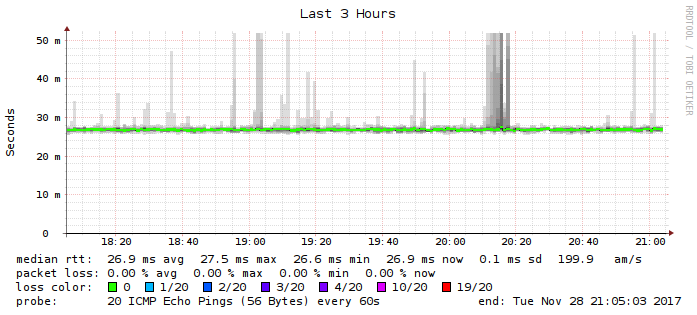 Last 3 Hours
RRDTOOL / TOBI OETIKER
Seconds
50 m
40 m
30 m
20 m
10 m
0
18:20 18:40 19:00 19:20 19:40 20:00 20:20 20:40 21:00
median rtt: 26.9 ms avg 27.5 ms max 26.6 ms min 26.9 ms now 0.1 ms sd 199.9 am/s
packet loss: 0.00 % avg 0.00 % max 0.00 % min 0.00 % now
loss color: 0 1/20 2/20 3/20 4/20 10/20 19/20
probe: 20 ICMP Echo Pings (56 Bytes) every 60s end: Tue Nov 28 21:05:03 2017